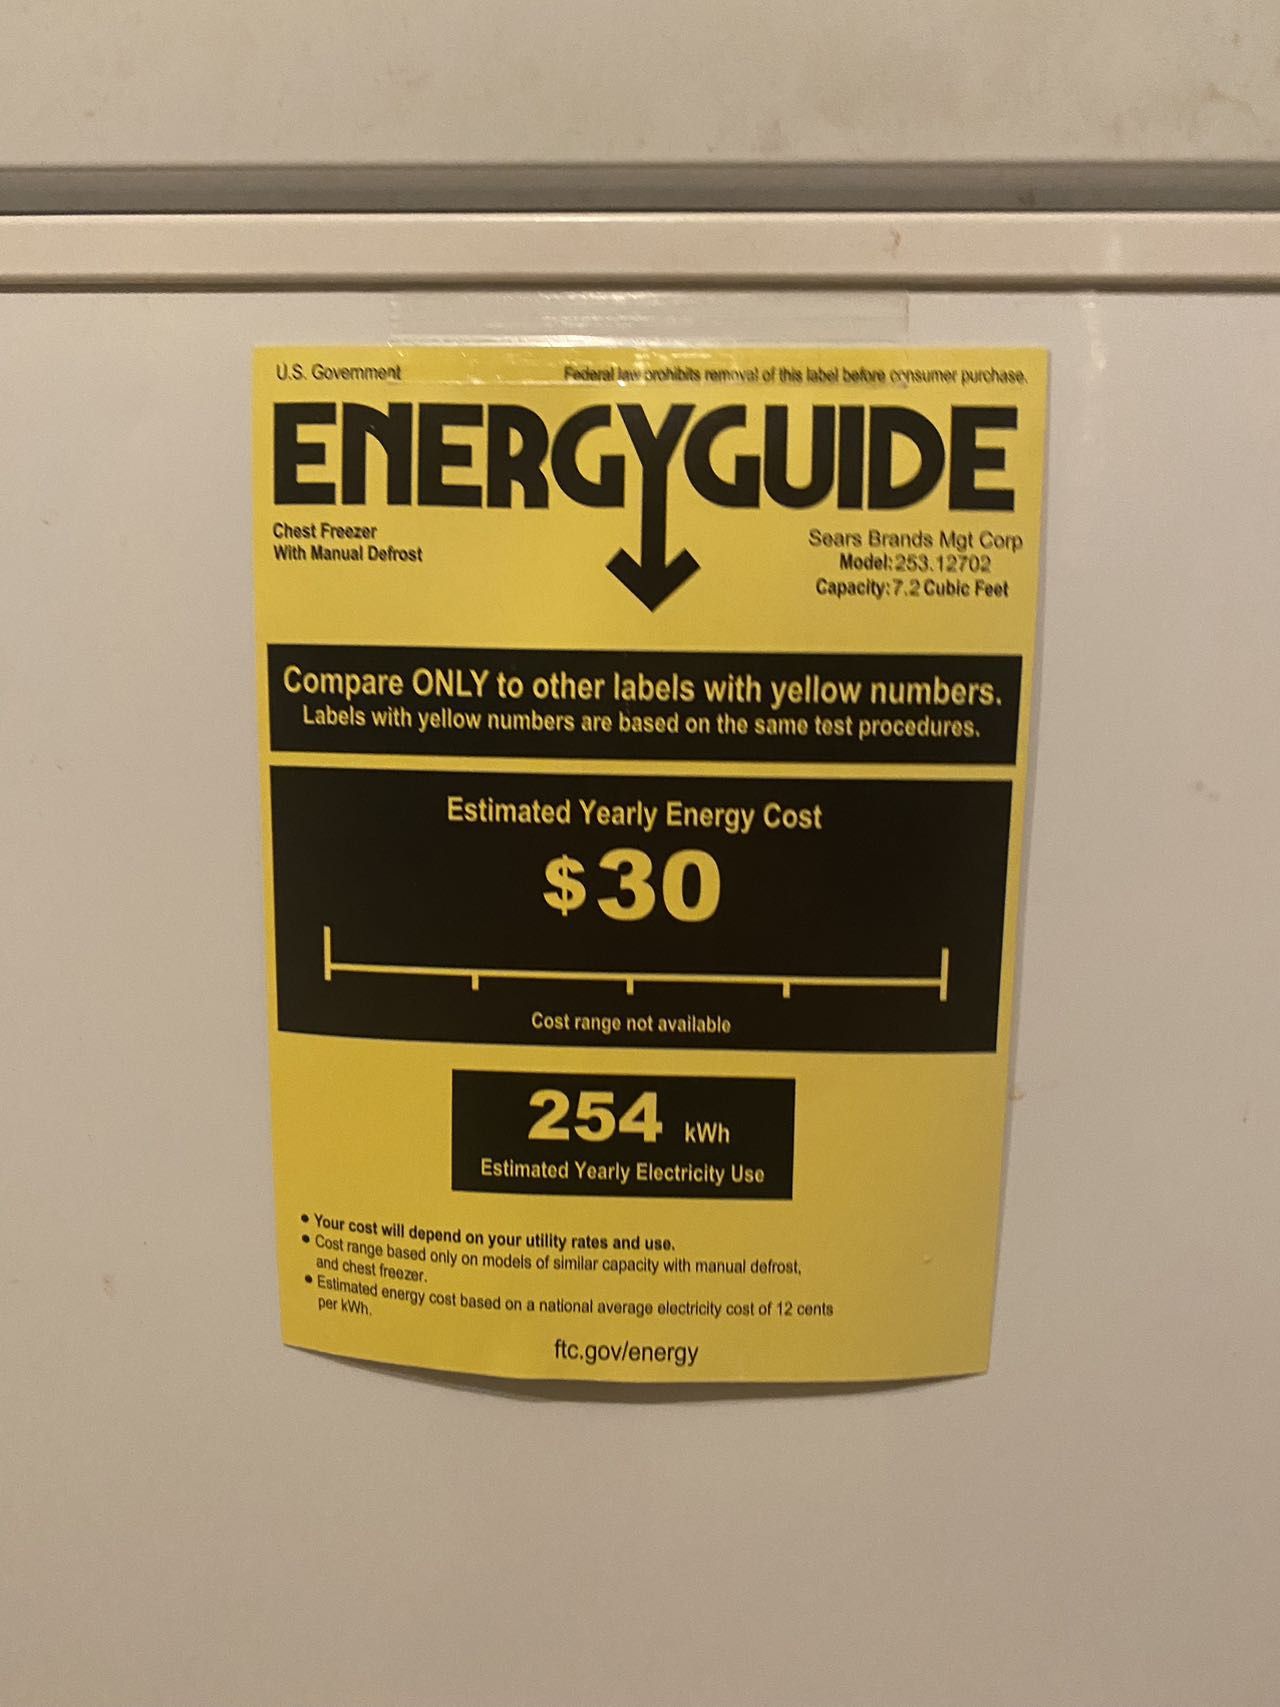 U.S. Government
Federal law prohibits removal of this label before consumer purchase.
ENERGYGUIDE
Chest Freezer
With Manual Defrost
Sears Brands Mgt Corp
Model:253.12702
Capacity:7.2 Cubic Feet
Compare ONLY to other labels with yellow numbers.
Labels with yellow numbers are based on the same test procedures.
Estimated Yearly Energy Cost
$30
Cost range not available
254 kWh
Estimated Yearly Electricity Use
• Your cost will depend on your utility rates and use.
• Cost range based only on models of similar capacity with manual defrost,
and chest freezer.
• Estimated energy cost based on a national average electricity cost of 12 cents
per kWh.
ftc.gov/energy